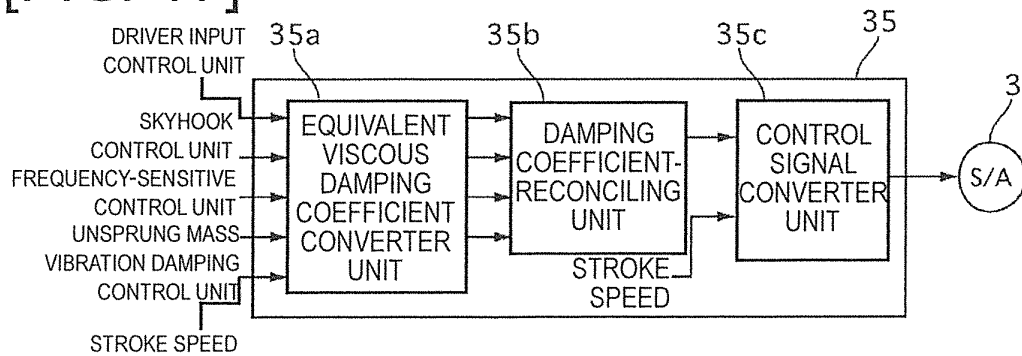 DRIVER INPUT
CONTROL UNIT
SKYHOOK
CONTROL UNIT
FREQUENCY-SENSITIVE
CONTROL UNIT
UNSPRUNG MASS
VIBRATION DAMPING
CONTROL UNIT
STROKE SPEED
35a
EQUIVALENT
VISCOUS
DAMPING
COEFFICIENT
CONVERTER
UNIT
35b
DAMPING
COEFFICIENT-
RECONCILING
UNIT
STROKE
SPEED
35c
CONTROL
SIGNAL
CONVERTER
UNIT
35
3
S/A